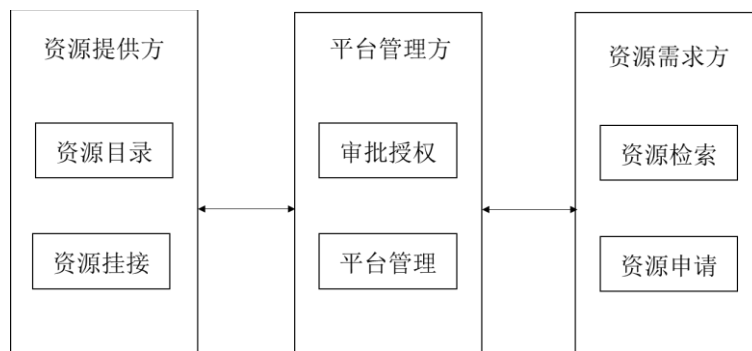 资源提供方
资源目录
资源挂接
平台管理方
审批授权
平台管理
资源需求方
资源检索
资源申请